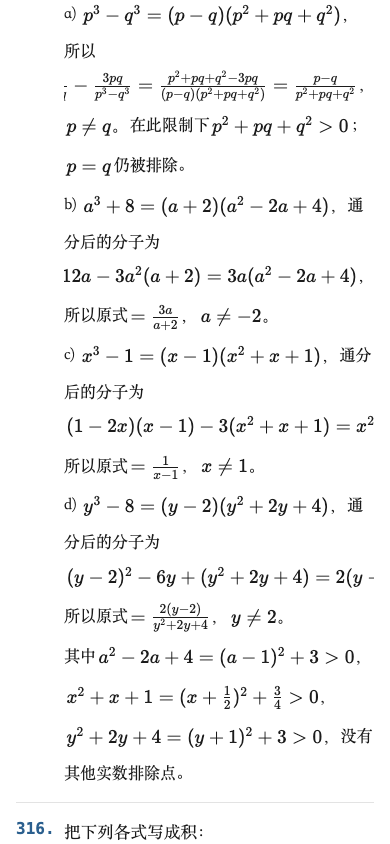 a) p³ − q³ = (p − q)(p² + pq + q²),
所以
− 3pq/(p³−q³) = (p²+pq+q²−3pq)/((p−q)(p²+pq+q²)) = (p−q)/(p²+pq+q²),
p ≠ q。在此限制下 p² + pq + q² > 0；
p = q 仍被排除。
b) a³ + 8 = (a + 2)(a² − 2a + 4)，通
分后的分子为
12a − 3a²(a + 2) = 3a(a² − 2a + 4),
所以原式 = 3a/(a+2)， a ≠ −2。
c) x³ − 1 = (x − 1)(x² + x + 1)，通分
后的分子为
(1 − 2x)(x − 1) − 3(x² + x + 1) = x²
所以原式 = 1/(x−1)， x ≠ 1。
d) y³ − 8 = (y − 2)(y² + 2y + 4)，通
分后的分子为
(y − 2)² − 6y + (y² + 2y + 4) = 2(y −
所以原式 = 2(y−2)/(y²+2y+4)， y ≠ 2。
其中 a² − 2a + 4 = (a − 1)² + 3 > 0,
x² + x + 1 = (x + 1/2)² + 3/4 > 0,
y² + 2y + 4 = (y + 1)² + 3 > 0，没有
其他实数排除点。
316. 把下列各式写成积：